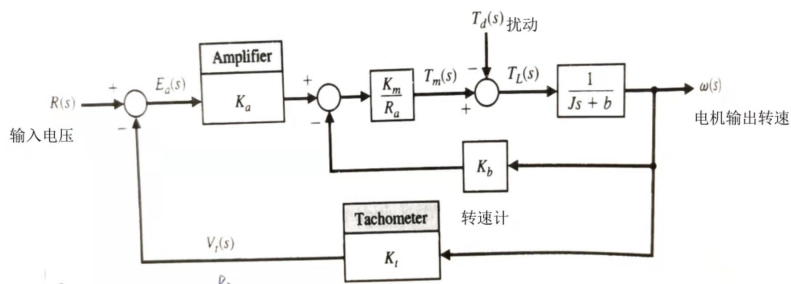 T_d(s) 扰动
Amplifier
K_a
R(s)
输入电压
+
−
E_a(s)
+
−
K_m
R_a
T_m(s)
−
+
T_L(s)
1
Js + b
ω(s)
电机输出转速
K_b
转速计
Tachometer
K_t
V_t(s)